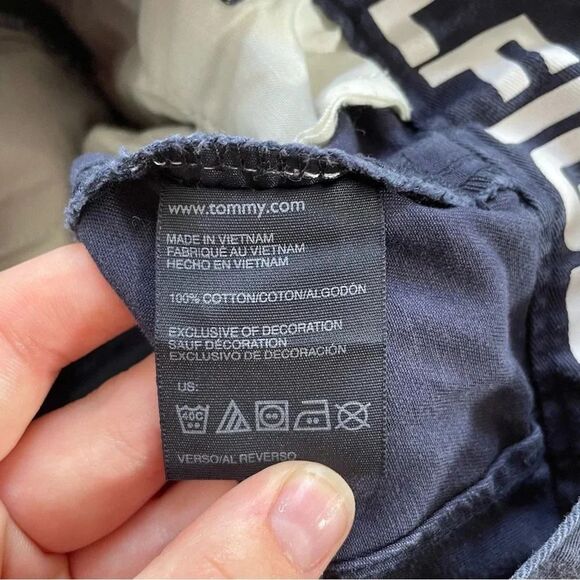 www.tommy.com
MADE IN VIETNAM
FABRIQUÉ AU VIETNAM
HECHO EN VIETNAM
100% COTTON/COTON/ALGODÓN
EXCLUSIVE OF DECORATION
SAUF DÉCORATION
EXCLUSIVO DE DECORACIÓN
US:
40C
VERSO/AL REVERSO